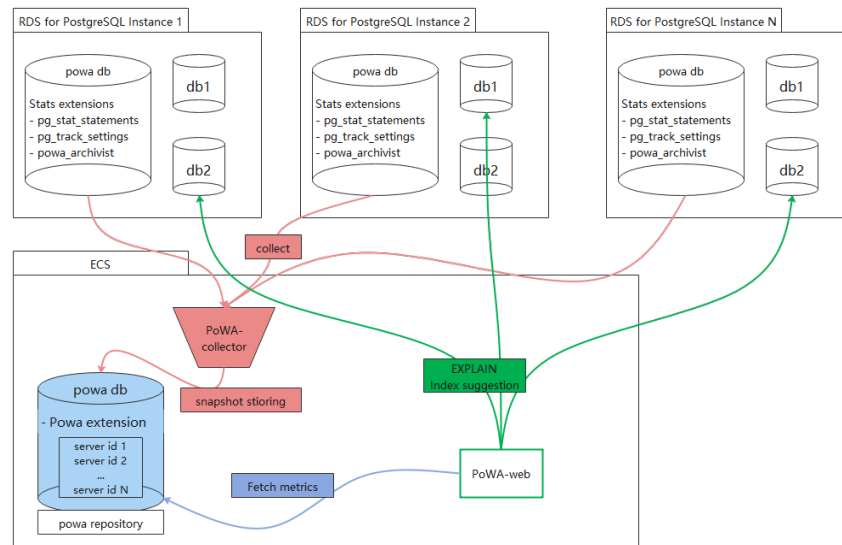 RDS for PostgreSQL Instance 1
powa db
Stats extensions
- pg_stat_statements
- pg_track_settings
- powa_archivist
db1
db2
RDS for PostgreSQL Instance 2
powa db
Stats extensions
- pg_stat_statements
- pg_track_settings
- powa_archivist
db1
db2
RDS for PostgreSQL Instance N
powa db
Stats extensions
- pg_stat_statements
- pg_track_settings
- powa_archivist
db1
db2
collect
ECS
PoWA-
collector
EXPLAIN
Index suggestion
snapshot stioring
powa db
- Powa extension
server id 1
server id 2
...
server id N
powa repository
Fetch metrics
PoWA-web